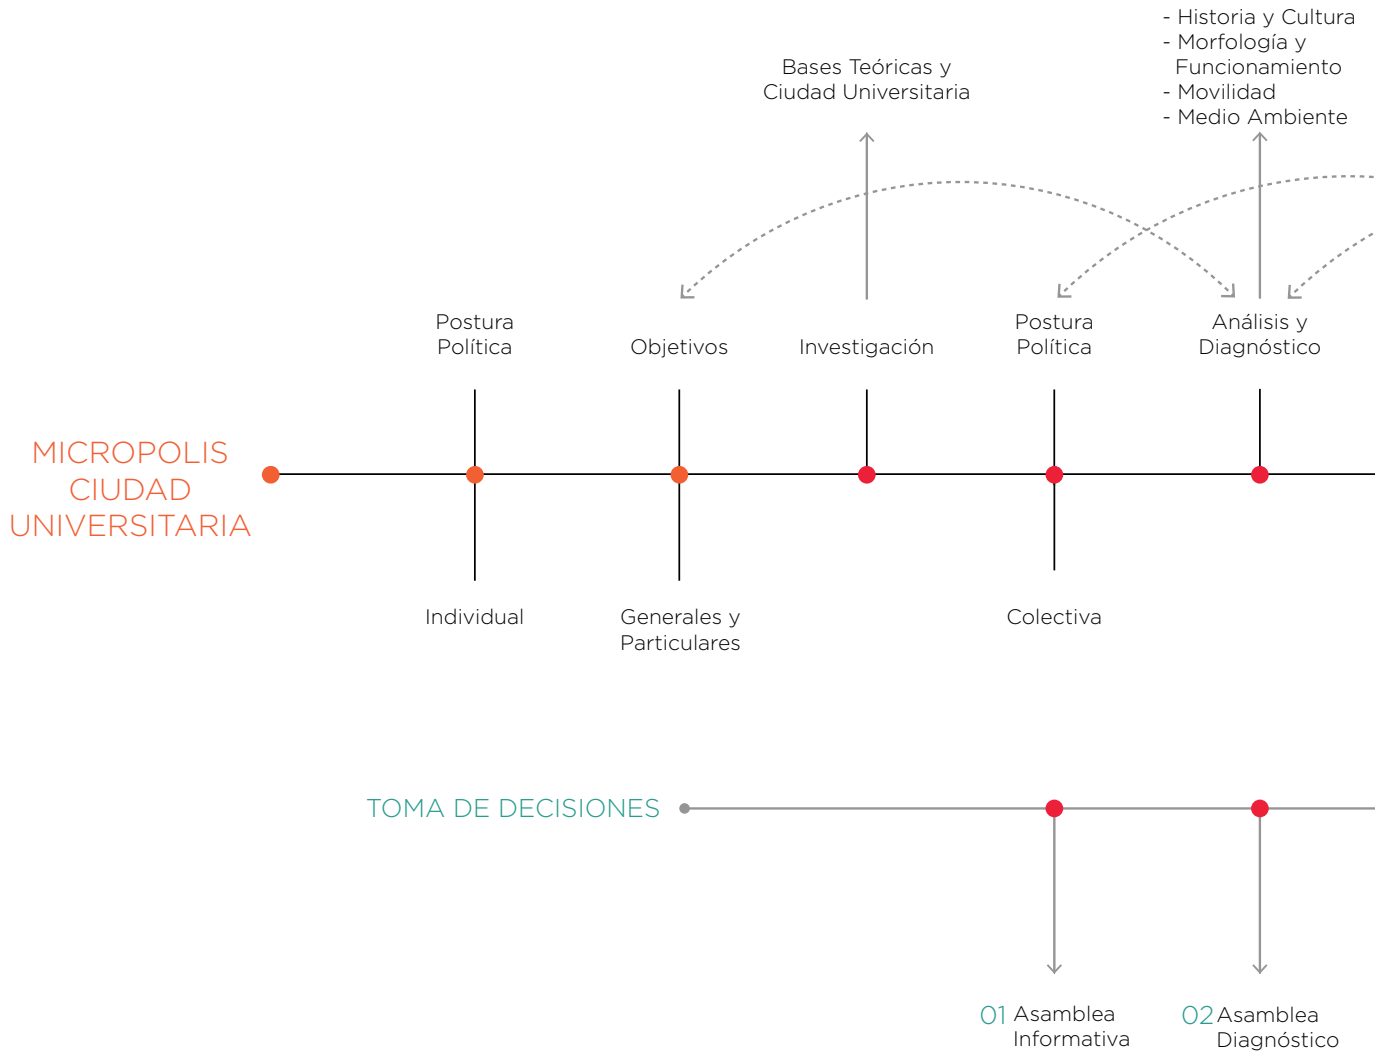 - Historia y Cultura
- Morfología y
Funcionamiento
- Movilidad
- Medio Ambiente
Bases Teóricas y
Ciudad Universitaria
Postura
Política
Objetivos
Investigación
Postura
Política
Análisis y
Diagnóstico
MICROPOLIS
CIUDAD
UNIVERSITARIA
Individual
Generales y
Particulares
Colectiva
TOMA DE DECISIONES
01 Asamblea
Informativa
02 Asamblea
Diagnóstico